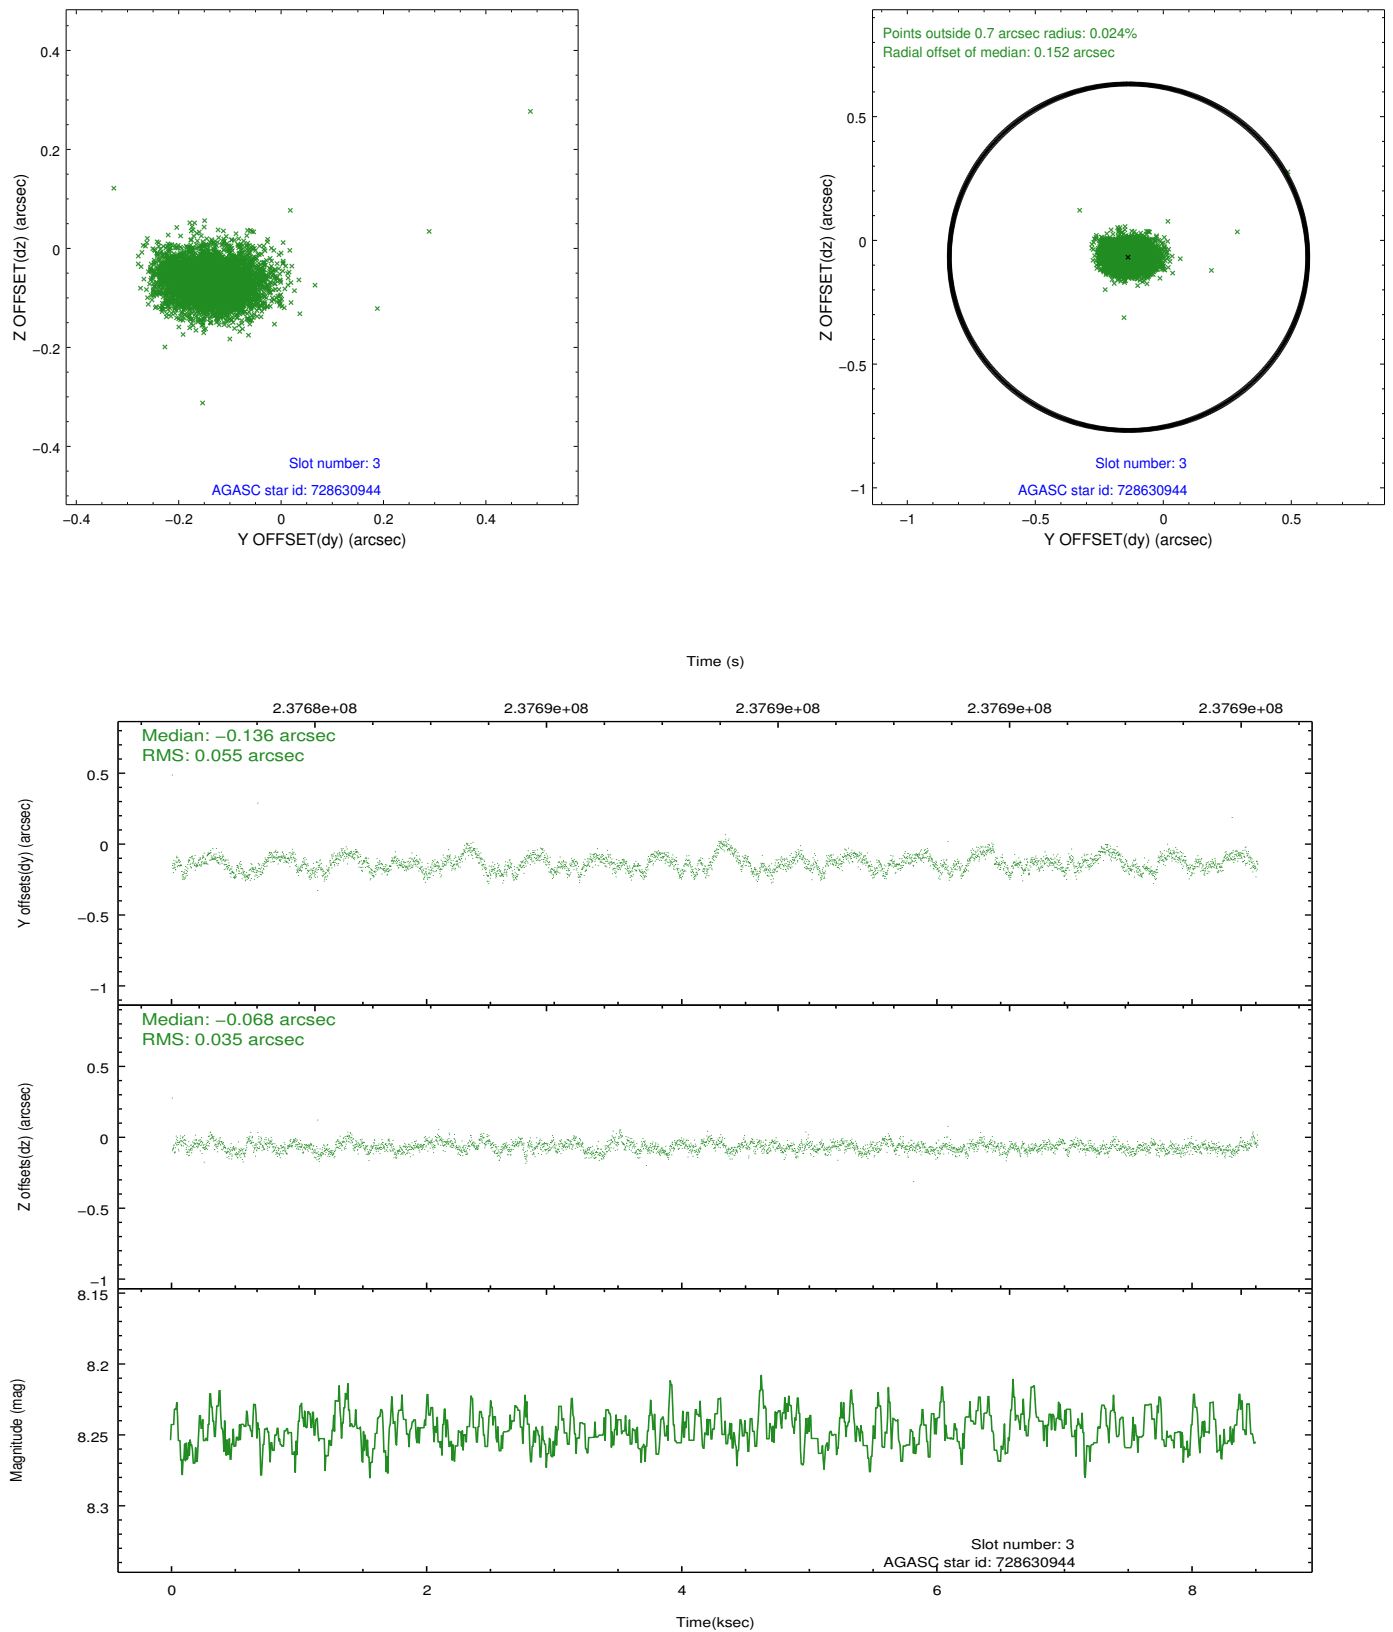 0.4
0.2
0
−0.2
−0.4
Z OFFSET(dz) (arcsec)
Slot number: 3
AGASC star id: 728630944
−0.4 −0.2 0 0.2 0.4
Y OFFSET(dy) (arcsec)
Points outside 0.7 arcsec radius: 0.024%
Radial offset of median: 0.152 arcsec
0.5
0
−0.5
−1
Z OFFSET(dz) (arcsec)
Slot number: 3
AGASC star id: 728630944
−1 −0.5 0 0.5
Y OFFSET(dy) (arcsec)
Time (s)
2.3768e+08 2.3769e+08 2.3769e+08 2.3769e+08 2.3769e+08
Median: −0.136 arcsec
RMS: 0.055 arcsec
0.5
0
−0.5
−1
Y offsets(dy) (arcsec)
Median: −0.068 arcsec
RMS: 0.035 arcsec
0.5
0
−0.5
−1
Z offsets(dz) (arcsec)
8.15
8.2
8.25
8.3
Magnitude (mag)
Slot number: 3
AGASC star id: 728630944
0 2 4 6 8
Time(ksec)